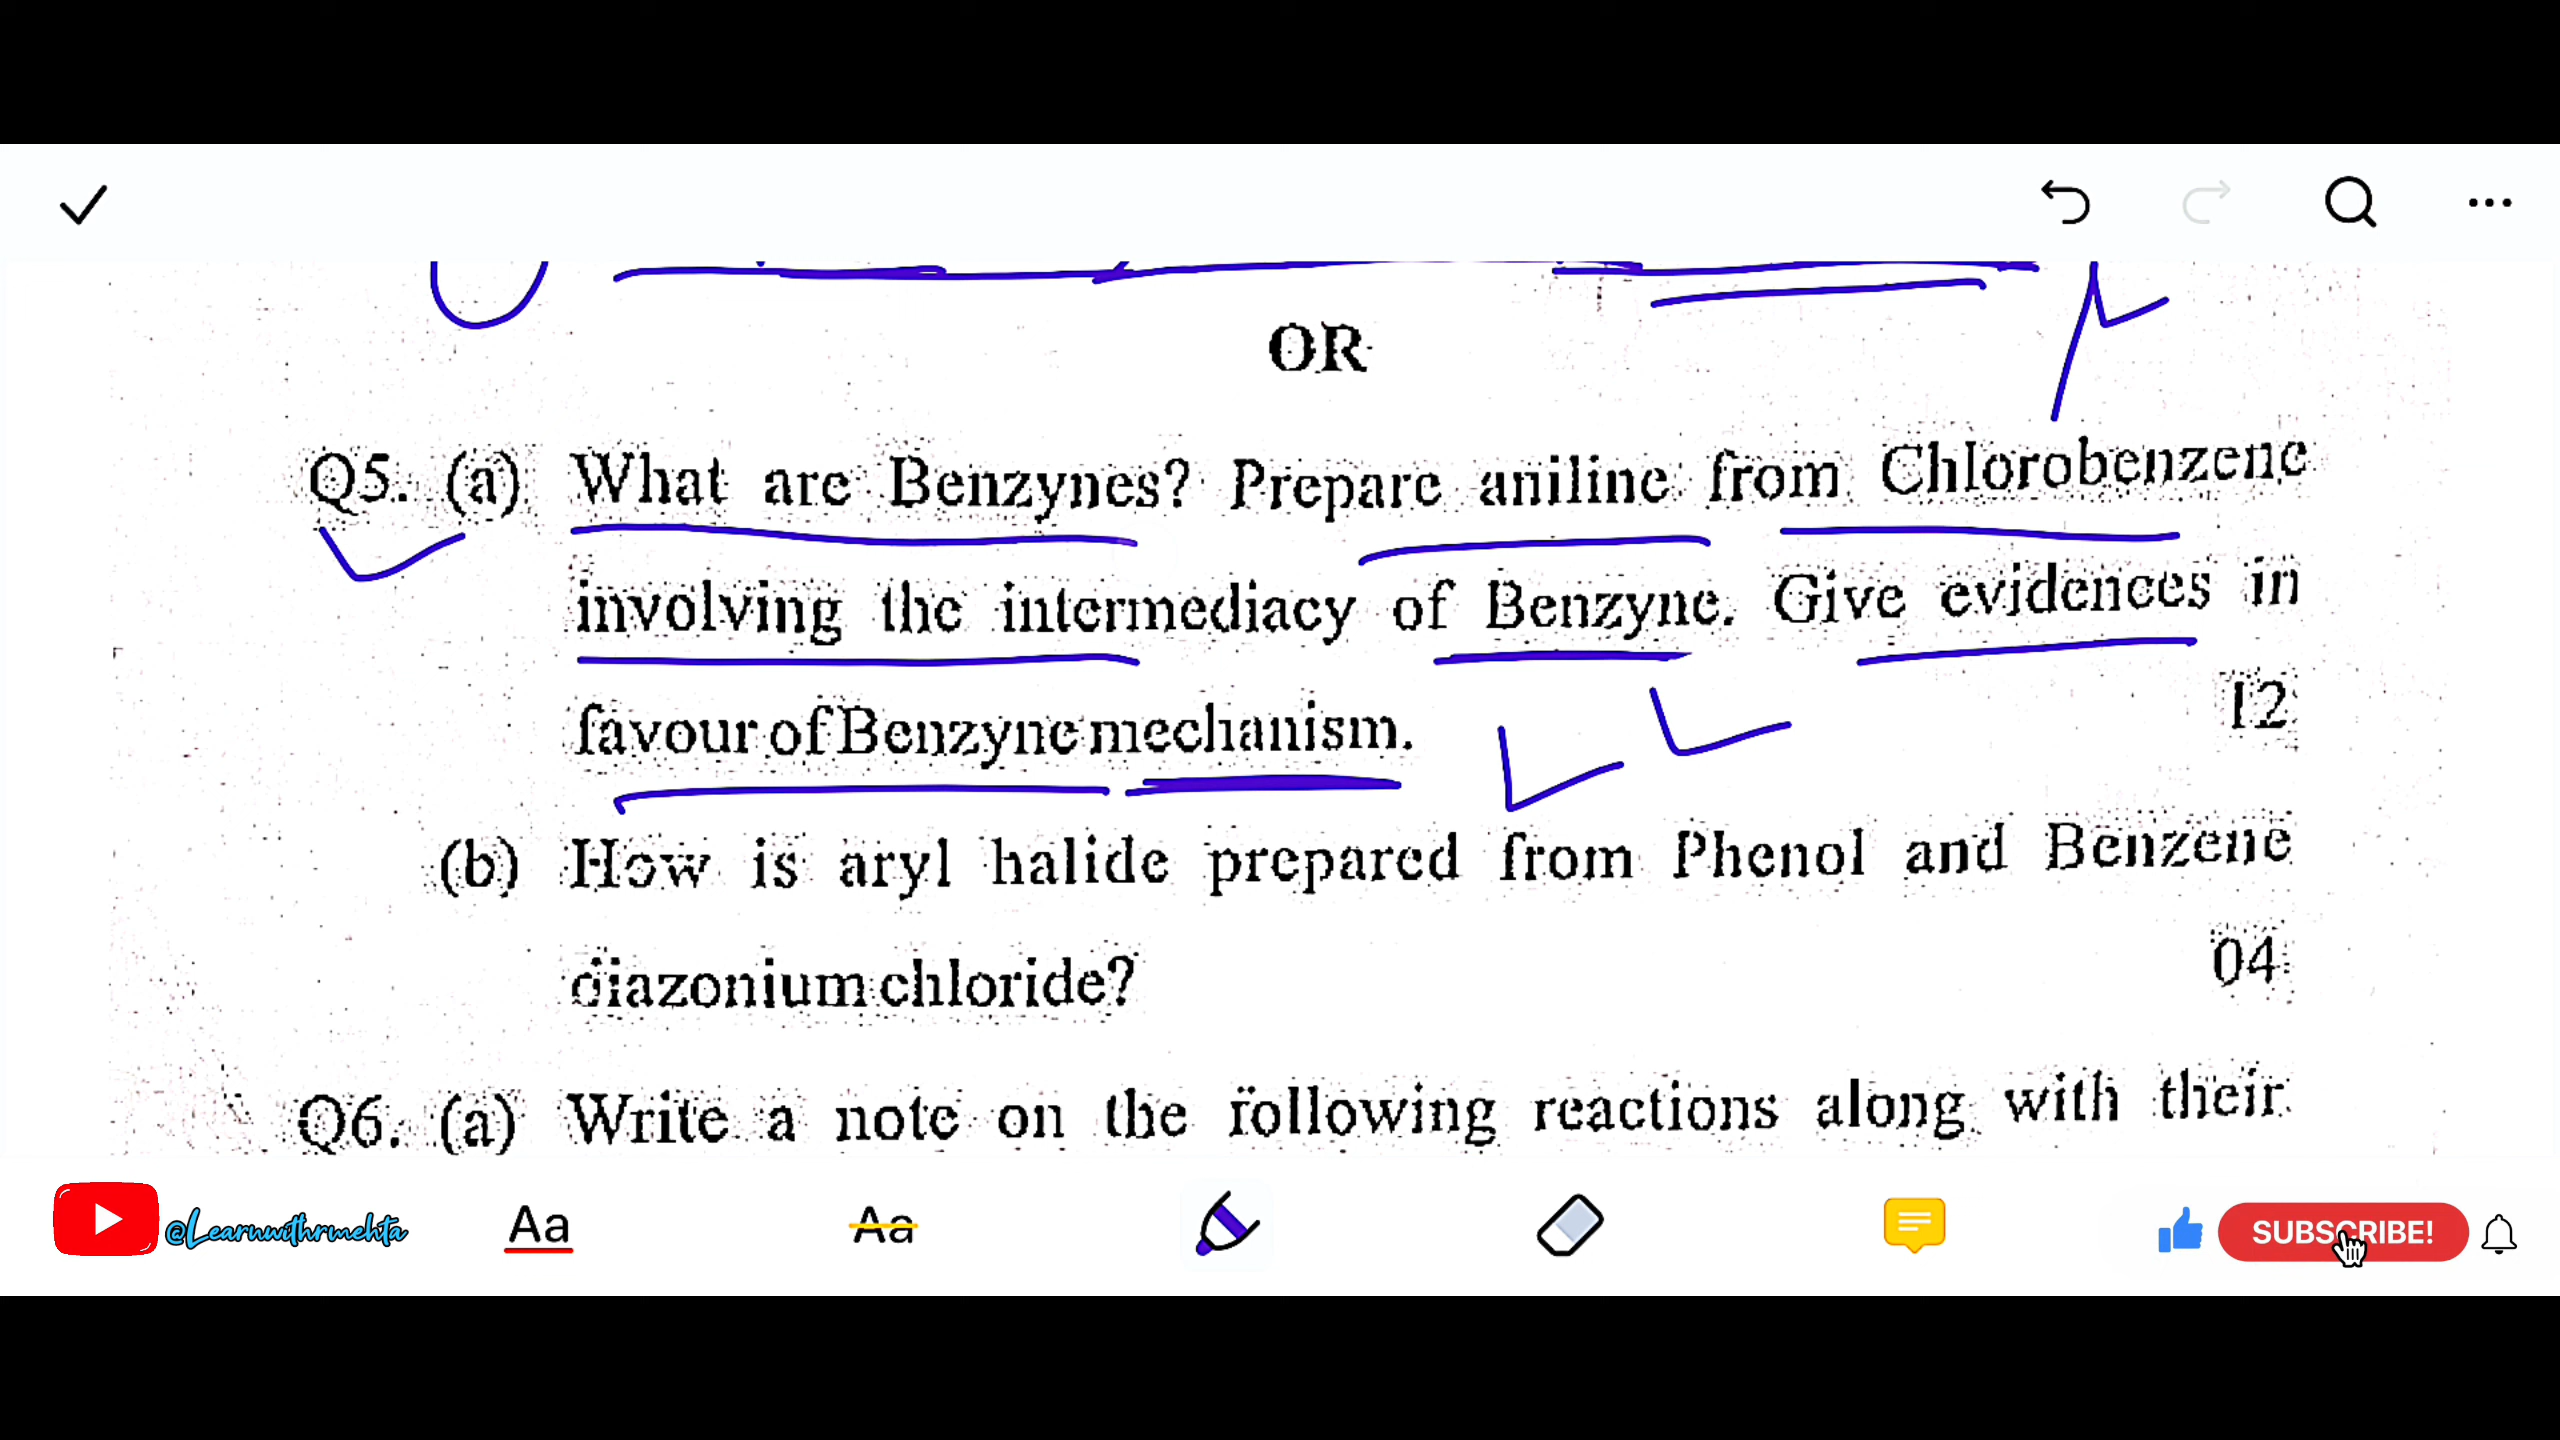 OR
Q5. (a) What are Benzynes? Prepare aniline from Chlorobenzene
involving the intermediacy of Benzyne. Give evidences in
favour of Benzyne mechanism. 12
(b) How is aryl halide prepared from Phenol and Benzene
diazonium chloride? 04
Q6. (a) Write a note on the following reactions along with their
@Learnwithrmehta Aa Aa SUBSCRIBE!